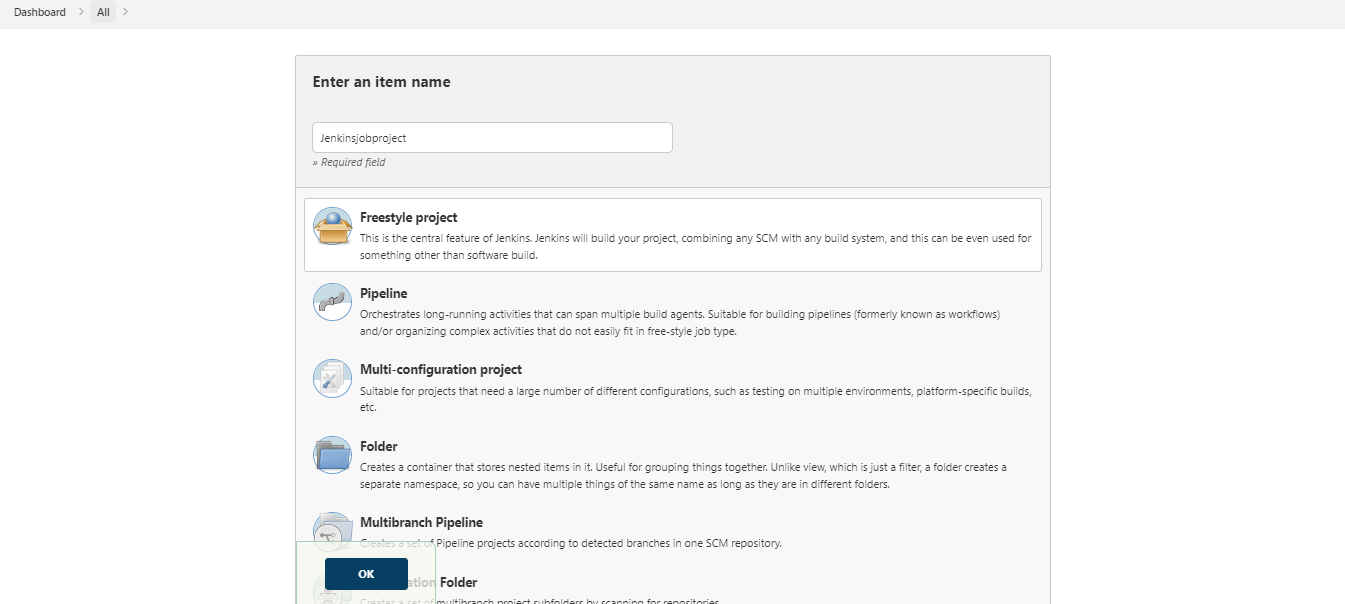 Dashboard > All >
Enter an item name
Jenkinsjobproject
» Required field
Freestyle project
This is the central feature of Jenkins. Jenkins will build your project, combining any SCM with any build system, and this can be even used for
something other than software build.
Pipeline
Orchestrates long-running activities that can span multiple build agents. Suitable for building pipelines (formerly known as workflows)
and/or organizing complex activities that do not easily fit in free-style job type.
Multi-configuration project
Suitable for projects that need a large number of different configurations, such as testing on multiple environments, platform-specific builds,
etc.
Folder
Creates a container that stores nested items in it. Useful for grouping things together. Unlike view, which is just a filter, a folder creates a
separate namespace, so you can have multiple things of the same name as long as they are in different folders.
Multibranch Pipeline
Creates a set of Pipeline projects according to detected branches in one SCM repository.
OK
ation Folder
Creates a set of multibranch project subfolders by scanning for repositories.